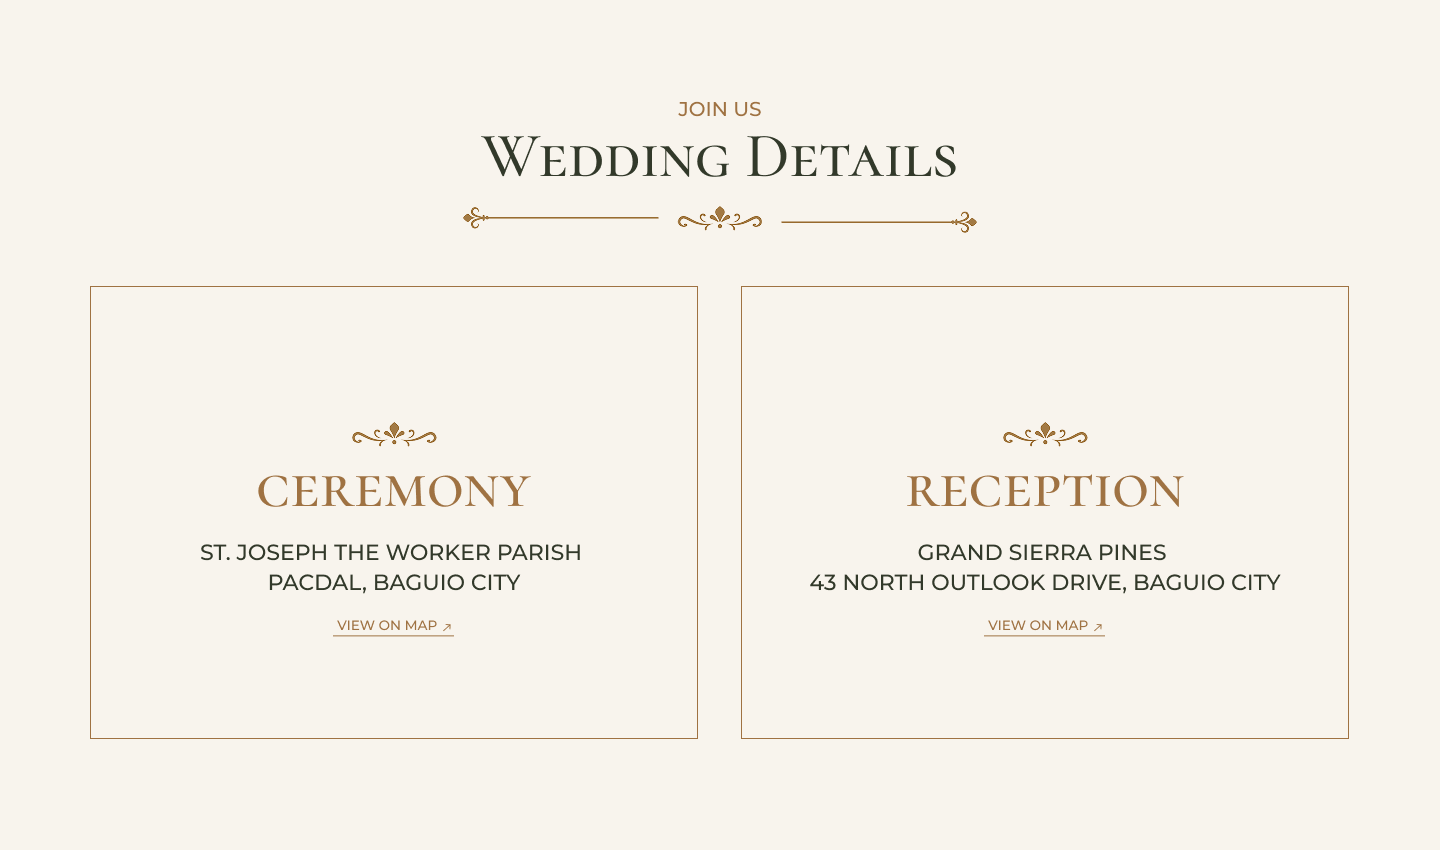 JOIN US
Wedding Details
CEREMONY
ST. JOSEPH THE WORKER PARISH
PACDAL, BAGUIO CITY
VIEW ON MAP ↗
RECEPTION
GRAND SIERRA PINES
43 NORTH OUTLOOK DRIVE, BAGUIO CITY
VIEW ON MAP ↗